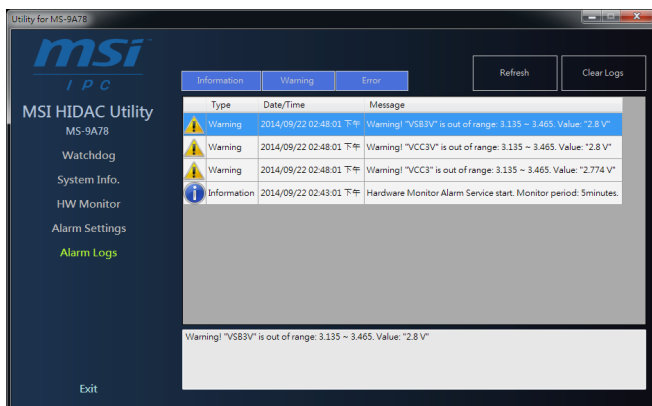 Utility for MS-9A78
msi
IPC
MSI HIDAC Utility
MS-9A78
Watchdog
System Info.
HW Monitor
Alarm Settings
Alarm Logs
Exit
Information Warning Error
Refresh Clear Logs
Type Date/Time Message
Warning 2014/09/22 02:48:01 下午 Warning! "VSB3V" is out of range: 3.135 ~ 3.465. Value: "2.8 V"
Warning 2014/09/22 02:48:01 下午 Warning! "VCC3V" is out of range: 3.135 ~ 3.465. Value: "2.8 V"
Warning 2014/09/22 02:48:01 下午 Warning! "VCC3" is out of range: 3.135 ~ 3.465. Value: "2.774 V"
Information 2014/09/22 02:43:01 下午 Hardware Monitor Alarm Service start. Monitor period: 5minutes.
Warning! "VSB3V" is out of range: 3.135 ~ 3.465. Value: "2.8 V"